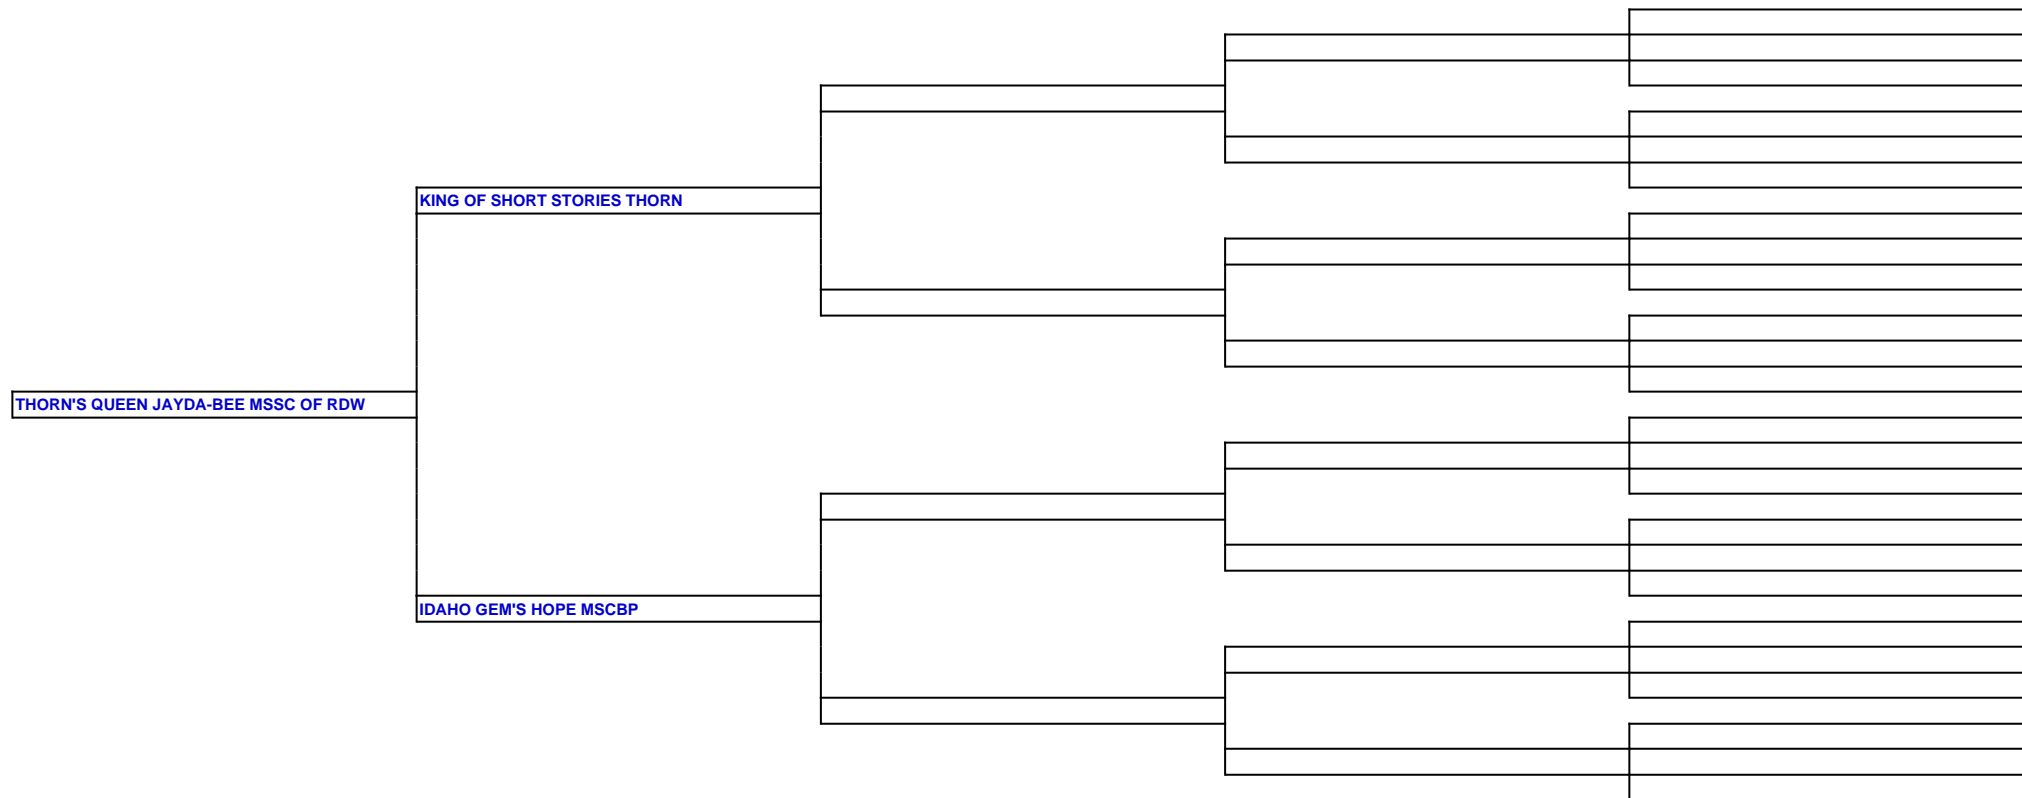 KING OF SHORT STORIES THORN
THORN'S QUEEN JAYDA-BEE MSSC OF RDW
IDAHO GEM'S HOPE MSCBP